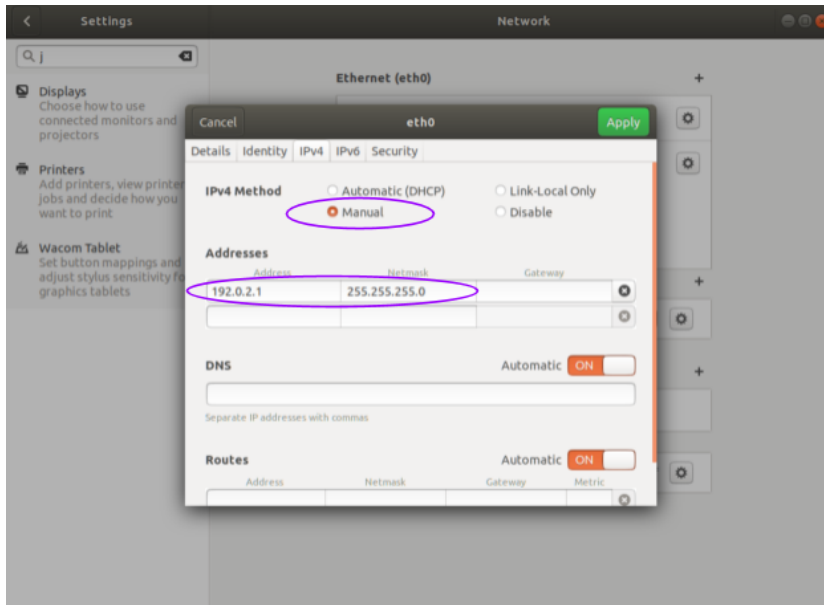 Settings
Network
j
Displays
Choose how to use
connected monitors and
projectors
Printers
Add printers, view printer
jobs and decide how you
want to print
Wacom Tablet
Set button mappings and
adjust stylus sensitivity fo
graphics tablets
Ethernet (eth0)
Cancel
eth0
Apply
Details Identity IPv4 IPv6 Security
IPv4 Method
Automatic (DHCP)
Link-Local Only
Manual
Disable
Addresses
Address Netmask Gateway
192.0.2.1 255.255.255.0
DNS
Automatic ON
Separate IP addresses with commas
Routes
Automatic ON
Address Netmask Gateway Metric